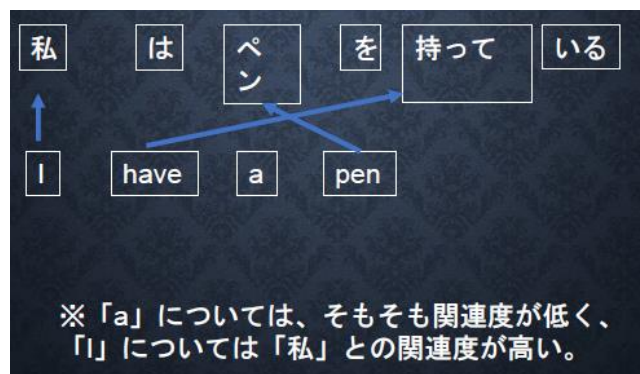 私 は ペン を 持って いる
I have a pen
※「a」については、そもそも関連度が低く、
「I」については「私」との関連度が高い。